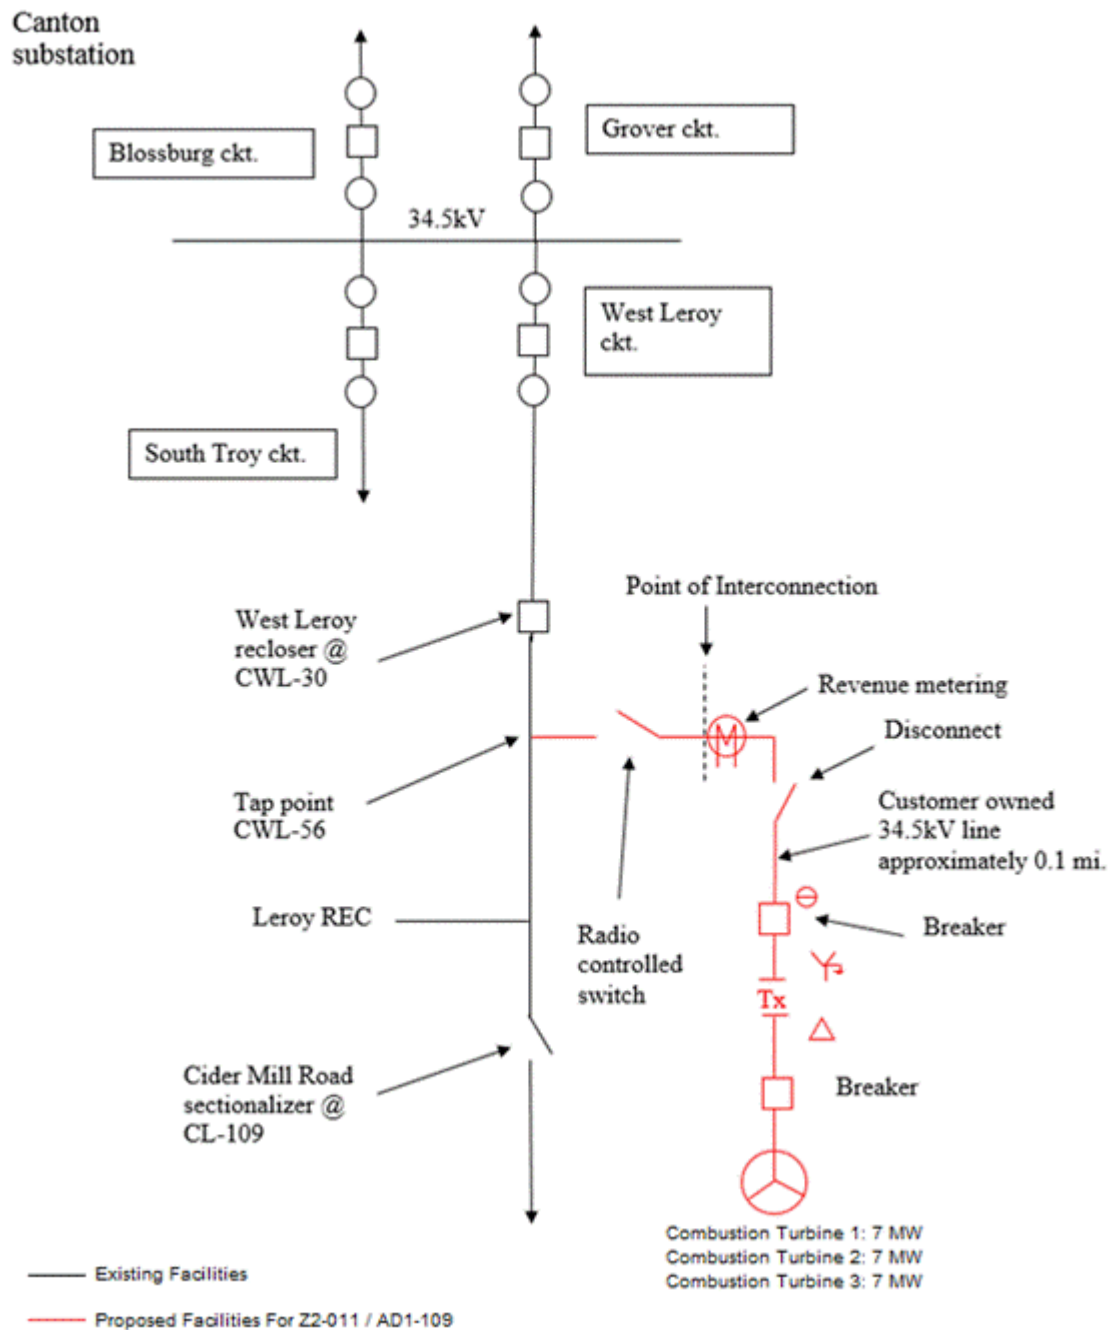 Canton
substation
Blossburg ckt.
Grover ckt.
34.5kV
West Leroy
ckt.
South Troy ckt.
Point of Interconnection
West Leroy
recloser @
CWL-30
Revenue metering
M
Disconnect
Tap point
CWL-56
Customer owned
34.5kV line
approximately 0.1 mi.
Leroy REC
Radio
controlled
switch
Breaker
Tx
Cider Mill Road
sectionalizer @
CL-109
Breaker
Combustion Turbine 1: 7 MW
Combustion Turbine 2: 7 MW
Combustion Turbine 3: 7 MW
Existing Facilities
Proposed Facilities For Z2-011 / AD1-109